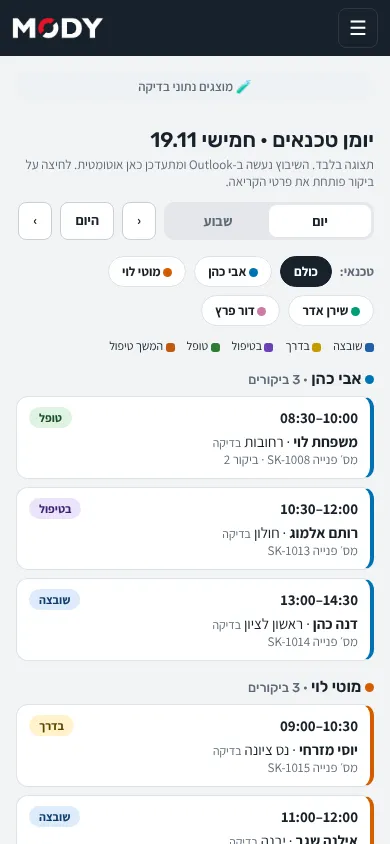 MODY
☰
🧪 מוצגים נתוני בדיקה
יומן טכנאים • חמישי 19.11
תצוגה בלבד. השיבוץ נעשה ב-Outlook ומתעדכן כאן אוטומטית. לחיצה על
ביקור פותחת את פרטי הקריאה.
יום שבוע ‹ היום ›
טכנאי: כולם אבי כהן מוטי לוי
שירן אדר דור פרץ
שובצה בדרך בטיפול טופל המשך טיפול
אבי כהן • 3 ביקורים
08:30–10:00 טופל
משפחת לוי · רחובות בדיקה
מס׳ פנייה SK-1008 · ביקור 2
10:30–12:00 בטיפול
רותם אלמוג · חולון בדיקה
מס׳ פנייה SK-1013
13:00–14:30 שובצה
דנה כהן · ראשון לציון בדיקה
מס׳ פנייה SK-1014
מוטי לוי • 3 ביקורים
09:00–10:30 בדרך
יוסי מזרחי · נס ציונה בדיקה
מס׳ פנייה SK-1015
11:00–12:00 שובצה
אילנה שגב · יבנה בדיקה